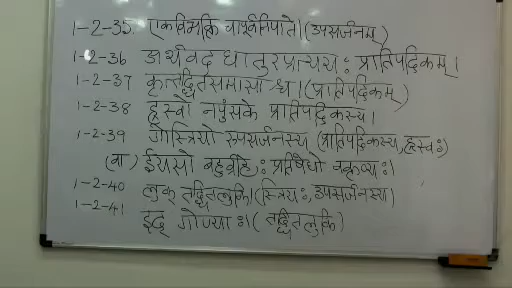 1-2-35. एकविभक्ति चापूर्वनिपाते।(उपसर्जनम्)
1-2-36 अर्थवदधातुरप्रत्ययः प्रातिपदिकम्।
1-2-37 कृत्तद्धितसमासाश्च।(प्रातिपदिकम्)
1-2-38 ह्रस्वो नपुंसके प्रातिपदिकस्य।
1-2-39 गोस्त्रियोरुपसर्जनस्य (प्रातिपदिकस्य, ह्रस्वः)
(वा) ईयसो बहुव्रीहेः प्रतिषेधो वक्तव्यः।
1-2-40 लुक् तद्धितलुकि।(स्त्रियः, उपसर्जनस्य)
1-2-41 इद् गोण्याः।(तद्धितलुकि)